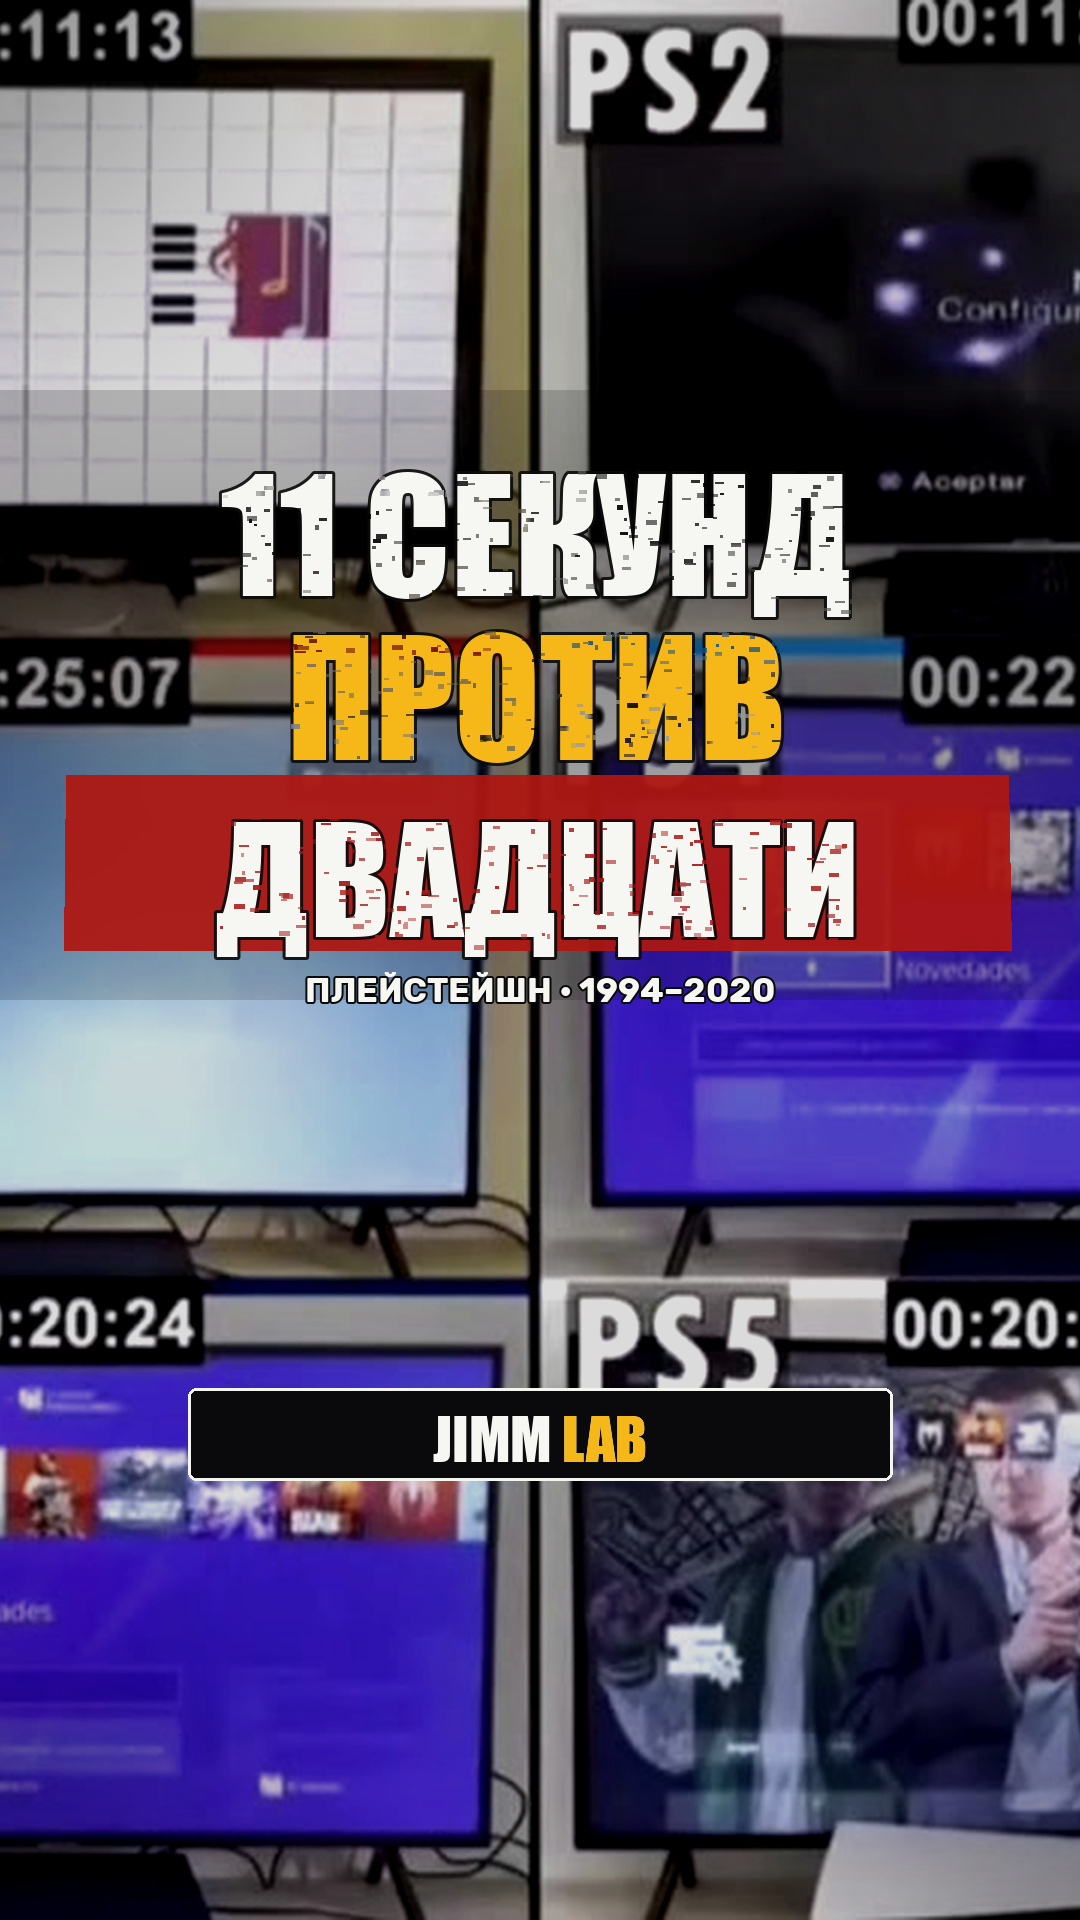 :11:13
PS2
00:11:
Configur
Aceptar
11 СЕКУНД
ПРОТИВ
:25:07
00:22
ДВАДЦАТИ
Novedades
ПЛЕЙСТЕЙШН • 1994–2020
:20:24
PS5
00:20:
JIMM LAB
ades